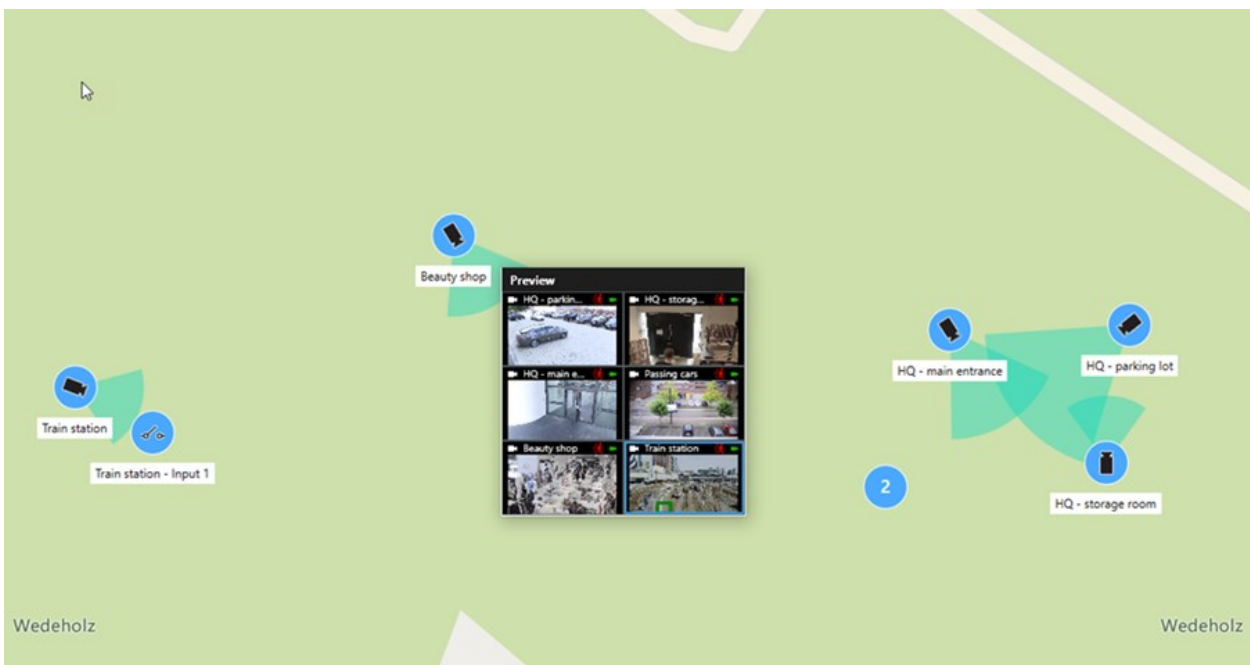 Beauty shop
Preview
HQ - parkin...
HQ - storag...
HQ - main e...
Passing cars
Beauty shop
Train station
HQ - main entrance
HQ - parking lot
Train station
Train station - Input 1
2
HQ - storage room
Wedeholz
Wedeholz